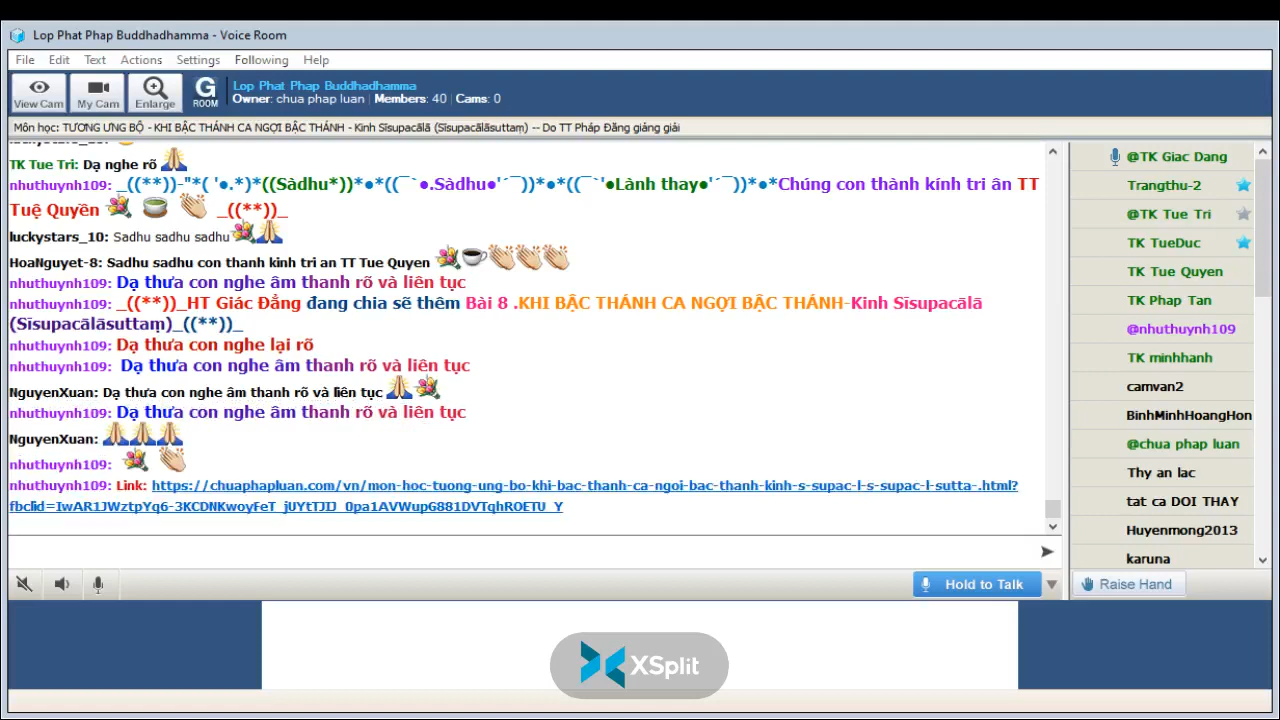 Lop Phat Phap Buddhadhamma - Voice Room
File Edit Text Actions Settings Following Help
View Cam My Cam Enlarge G ROOM
Lop Phat Phap Buddhadhamma
Owner: chua phap luan | Members: 40 | Cams: 0
Môn học: TƯƠNG ƯNG BỘ - KHI BẬC THÁNH CA NGỢI BẬC THÁNH - Kinh Sīsupacālā (Sīsupacālāsuttaṃ) -- Do TT Pháp Đăng giảng giải
TK Tue Tri: Dạ nghe rõ
nhuthuynh109: _((**))-"*( '●.*)*((Sàdhu*))*●*((¯`●.Sàdhu●'´¯))*●*((¯`'●Lành thay●'´¯))*●*Chúng con thành kính tri ân TT
Tuệ Quyền _((**))_
luckystars_10: Sadhu sadhu sadhu
HoaNguyet-8: Sadhu sadhu con thanh kinh tri an TT Tue Quyen
nhuthuynh109: Dạ thưa con nghe âm thanh rõ và liên tục
nhuthuynh109: _((**))_HT Giác Đẳng đang chia sẽ thêm Bài 8 .KHI BẬC THÁNH CA NGỢI BẬC THÁNH-Kinh Sīsupacālā
(Sīsupacālāsuttaṃ)_((**))_
nhuthuynh109: Dạ thưa con nghe lại rõ
nhuthuynh109: Dạ thưa con nghe âm thanh rõ và liên tục
NguyenXuan: Dạ thưa con nghe âm thanh rõ và liên tục
nhuthuynh109: Dạ thưa con nghe âm thanh rõ và liên tục
NguyenXuan:
nhuthuynh109:
nhuthuynh109: Link: https://chuaphapluan.com/vn/mon-hoc-tuong-ung-bo-khi-bac-thanh-ca-ngoi-bac-thanh-kinh-s-supac-l-s-supac-l-sutta-.html?
fbclid=IwAR1JWztpYq6-3KCDNKwoyFeT_jUYtTJIJ_0pa1AVWupG881DVTqhROETU_Y
@TK Giac Dang
Trangthu-2
@TK Tue Tri
TK TueDuc
TK Tue Quyen
TK Phap Tan
@nhuthuynh109
TK minhhanh
camvan2
BinhMinhHoangHon
@chua phap luan
Thy an lac
tat ca DOI THAY
Huyenmong2013
karuna
Hold to Talk
Raise Hand
XSplit